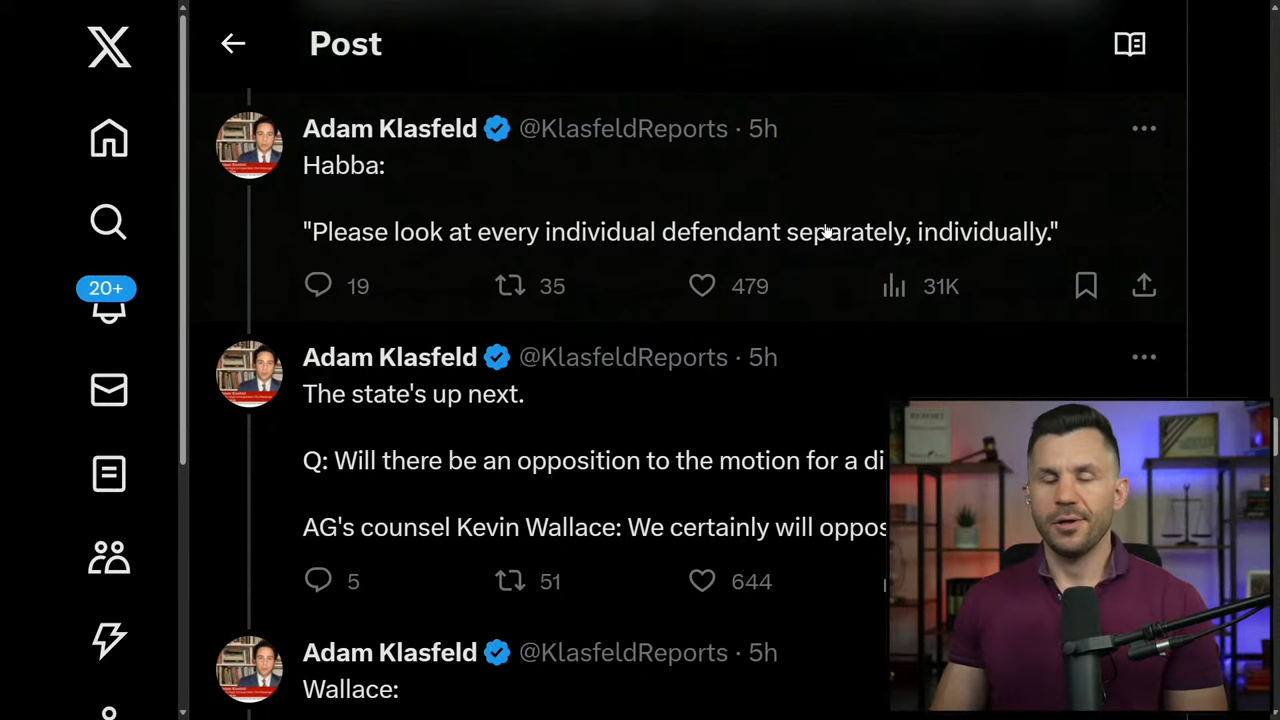 Post
Adam Klasfeld @KlasfeldReports · 5h
Habba:
"Please look at every individual defendant separately, individually."
19 35 479 31K
20+
Adam Klasfeld @KlasfeldReports · 5h
The state's up next.
Q: Will there be an opposition to the motion for a di
AG's counsel Kevin Wallace: We certainly will oppos
5 51 644
Adam Klasfeld @KlasfeldReports · 5h
Wallace: